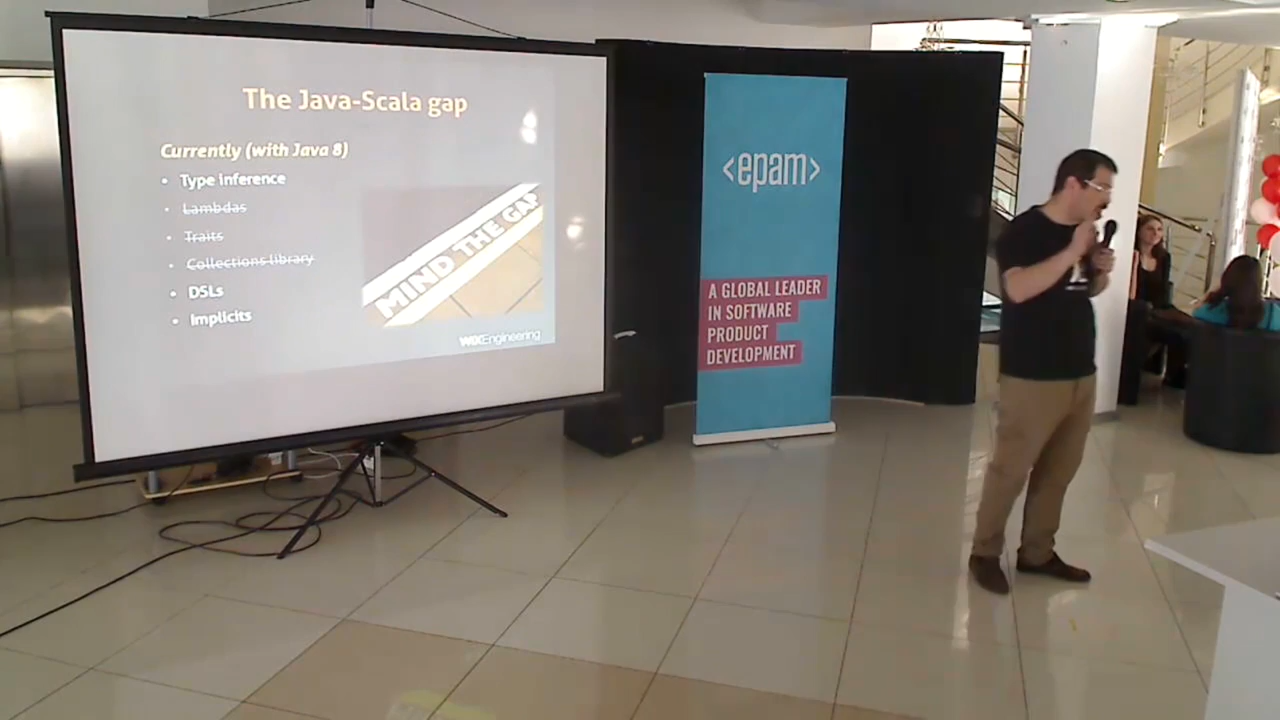 The Java-Scala gap
Currently (with Java 8)
• Type inference
• Lambdas
• Traits
• Collections library
• DSLs
• Implicits
MIND THE GAP
WIXEngineering
<epam>
A GLOBAL LEADER
IN SOFTWARE
PRODUCT
DEVELOPMENT